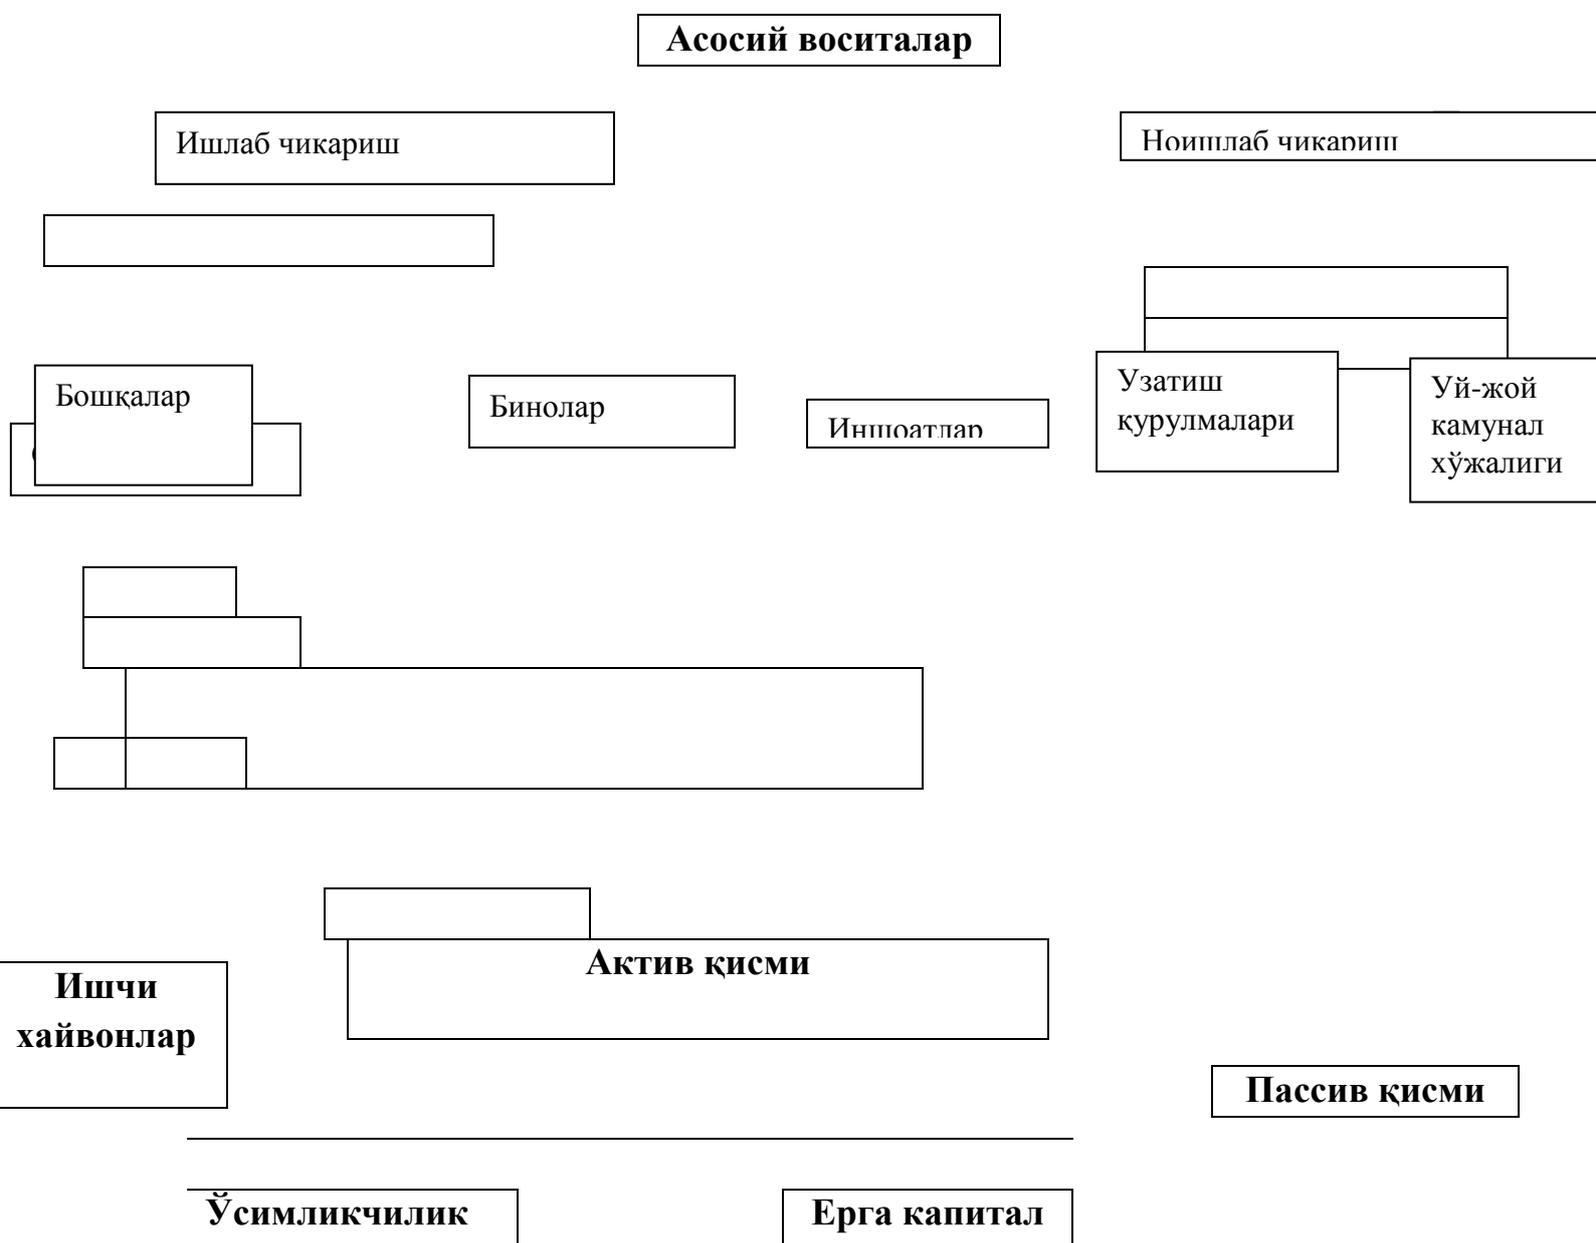 Асосий воситалар
Ишлаб чикариш
Ноишлаб чикариш
Бошқалар
Бинолар
Иншоатлар
Узатиш
қурулмалари
Уй-жой
камунал
хўжалиги
Актив қисми
Ишчи
хайвонлар
Пассив қисми
Ўсимликчилик
Ерга капитал